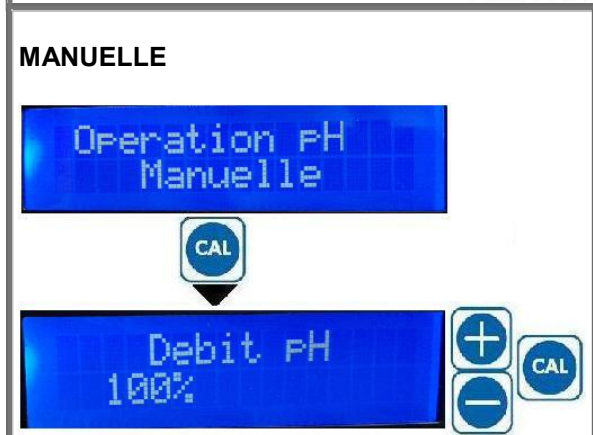 MANUELLE
Operation pH
Manuelle
CAL
Debit pH
100%
+
CAL
−